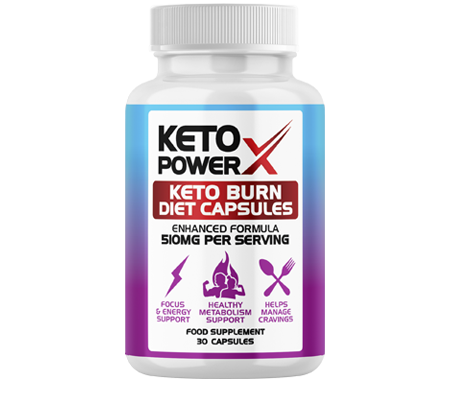 KETO
POWER X
KETO BURN
DIET CAPSULES
ENHANCED FORMULA
510MG PER SERVING
FOCUS
& ENERGY
SUPPORT
HEALTHY
METABOLISM
SUPPORT
HELPS
MANAGE
CRAVINGS
FOOD SUPPLEMENT
30 CAPSULES